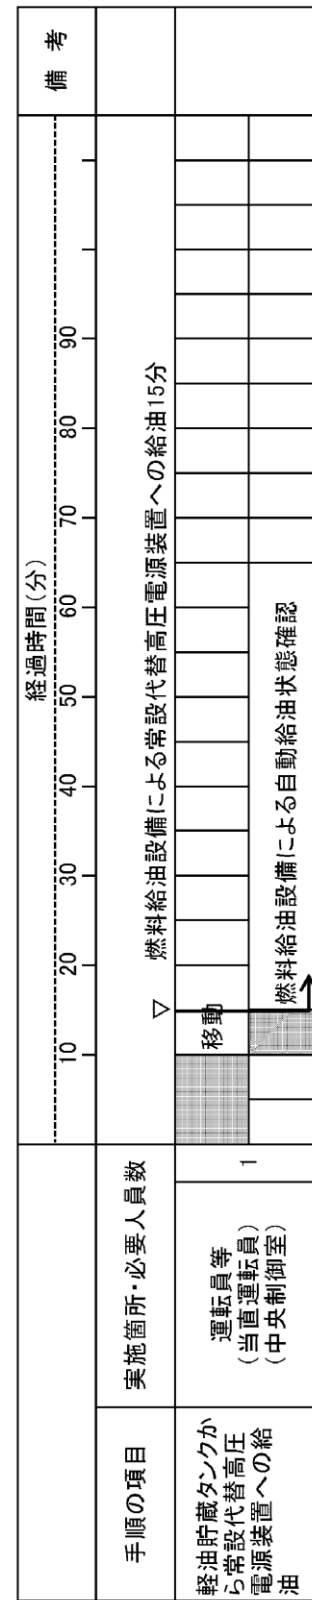 経過時間(分)
備 考
10 20 30 40 50 60 70 80 90
手順の項目
実施箇所・必要人員数
▽
燃料給油設備による常設代替高圧電源装置への給油15分
軽油貯蔵タンクか
ら常設代替高圧
電源装置への給
油
運転員等
(当直運転員)
(中央制御室)
1
移動
燃料給油設備による自動給油状態確認